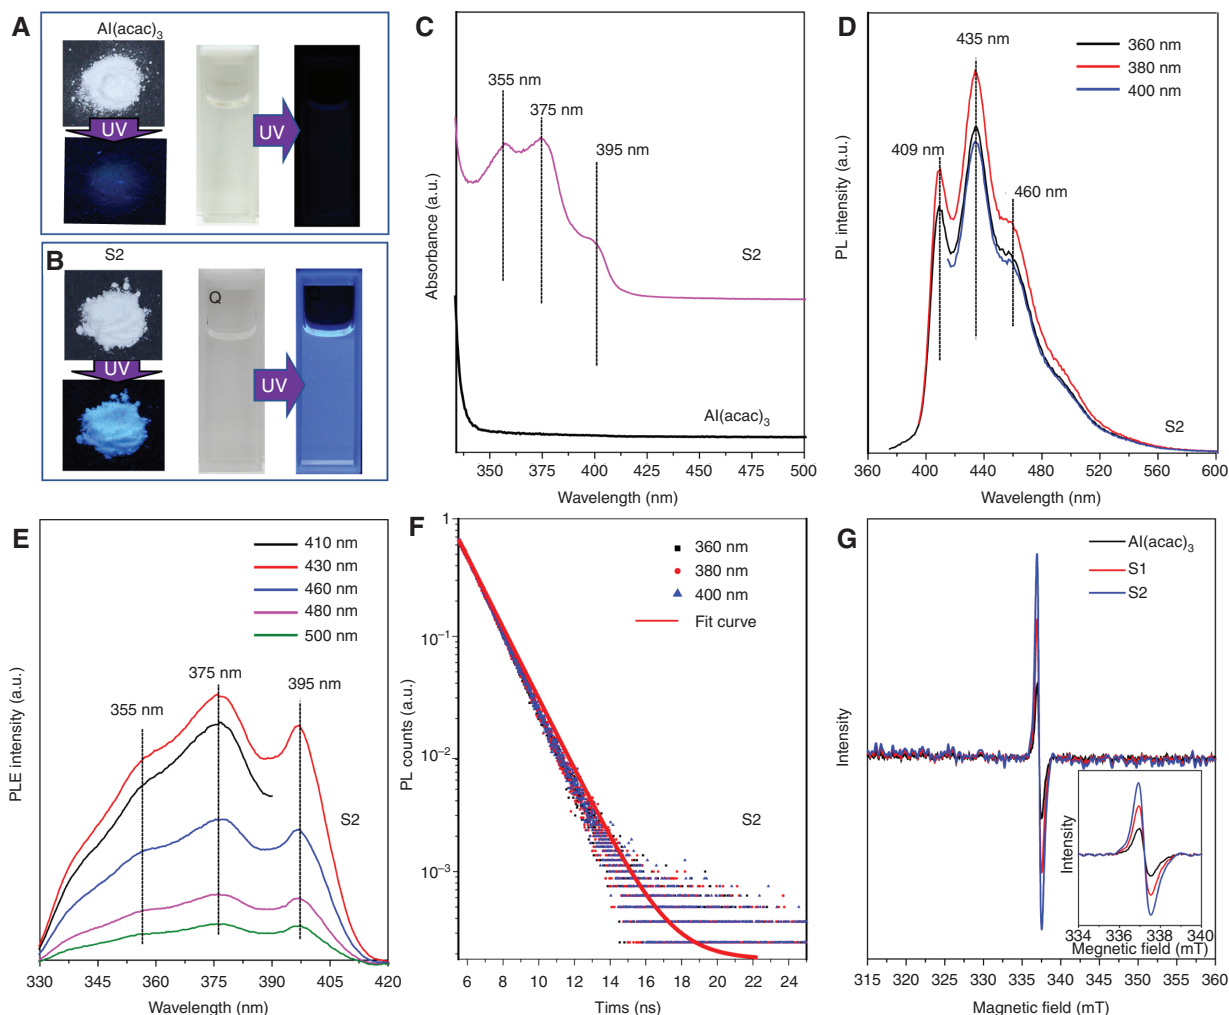 A
Al(acac)3
UV
UV
B
S2
Q
UV
UV
C
355 nm
375 nm
395 nm
S2
Al(acac)3
Absorbance (a.u.)
350 375 400 425 450 475 500
Wavelength (nm)
D
435 nm
409 nm
460 nm
360 nm
380 nm
400 nm
S2
PL intensity (a.u.)
360 400 440 480 520 560 600
Wavelength (nm)
E
410 nm
430 nm
460 nm
480 nm
500 nm
355 nm
375 nm
395 nm
S2
PLE intensity (a.u.)
330 345 360 375 390 405 420
Wavelength (nm)
F
1
10−1
10−2
10−3
360 nm
380 nm
400 nm
Fit curve
S2
PL counts (a.u.)
6 8 10 12 14 16 18 20 22 24
Tims (ns)
G
Al(acac)3
S1
S2
Intensity
Intensity
334 336 338 340
Megnetic field (mT)
315 320 325 330 335 340 345 350 355 360
Magnetic field (mT)